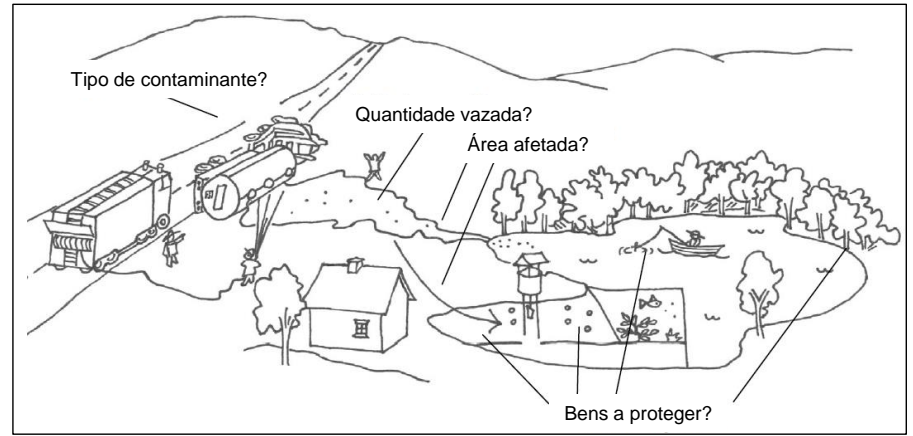 Tipo de contaminante?
Quantidade vazada?
Área afetada?
Bens a proteger?